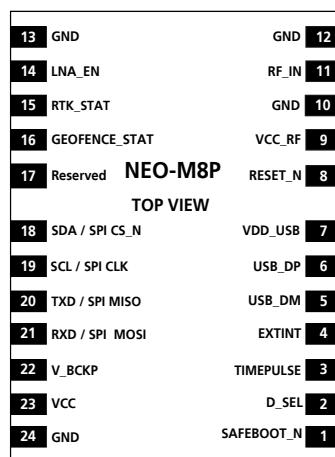 13 GND GND 12
14 LNA_EN RF_IN 11
15 RTK_STAT GND 10
16 GEOFENCE_STAT VCC_RF 9
17 Reserved NEO-M8P RESET_N 8
TOP VIEW
18 SDA / SPI CS_N VDD_USB 7
19 SCL / SPI CLK USB_DP 6
20 TXD / SPI MISO USB_DM 5
21 RXD / SPI MOSI EXTINT 4
22 V_BCKP TIMEPULSE 3
23 VCC D_SEL 2
24 GND SAFEBOOT_N 1